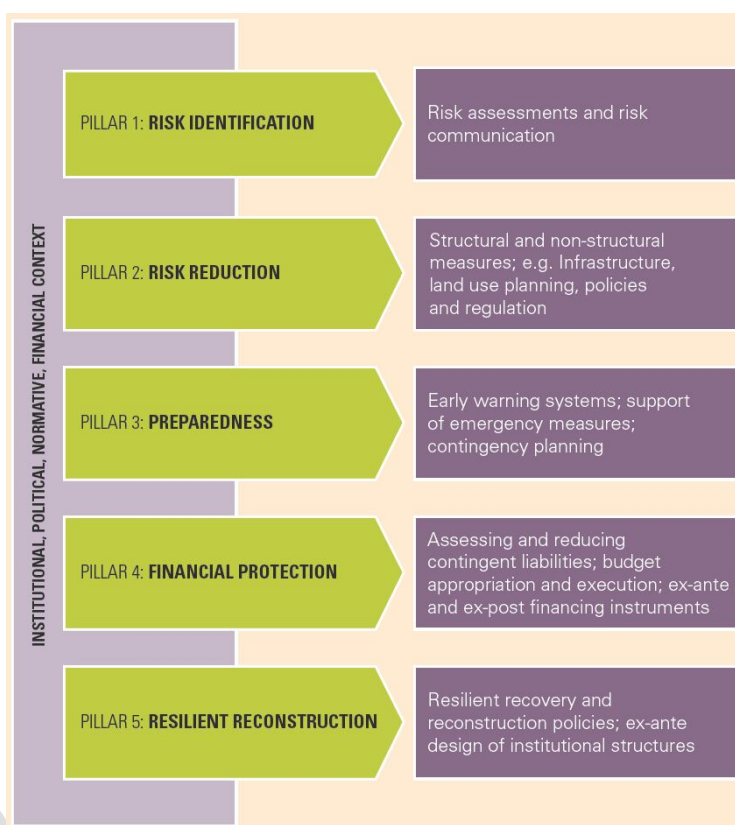 INSTITUTIONAL, POLITICAL, NORMATIVE, FINANCIAL CONTEXT
PILLAR 1: RISK IDENTIFICATION
Risk assessments and risk
communication
PILLAR 2: RISK REDUCTION
Structural and non-structural
measures; e.g. Infrastructure,
land use planning, policies
and regulation
PILLAR 3: PREPAREDNESS
Early warning systems; support
of emergency measures;
contingency planning
PILLAR 4: FINANCIAL PROTECTION
Assessing and reducing
contingent liabilities; budget
appropriation and execution; ex-ante
and ex-post financing instruments
PILLAR 5: RESILIENT RECONSTRUCTION
Resilient recovery and
reconstruction policies; ex-ante
design of institutional structures